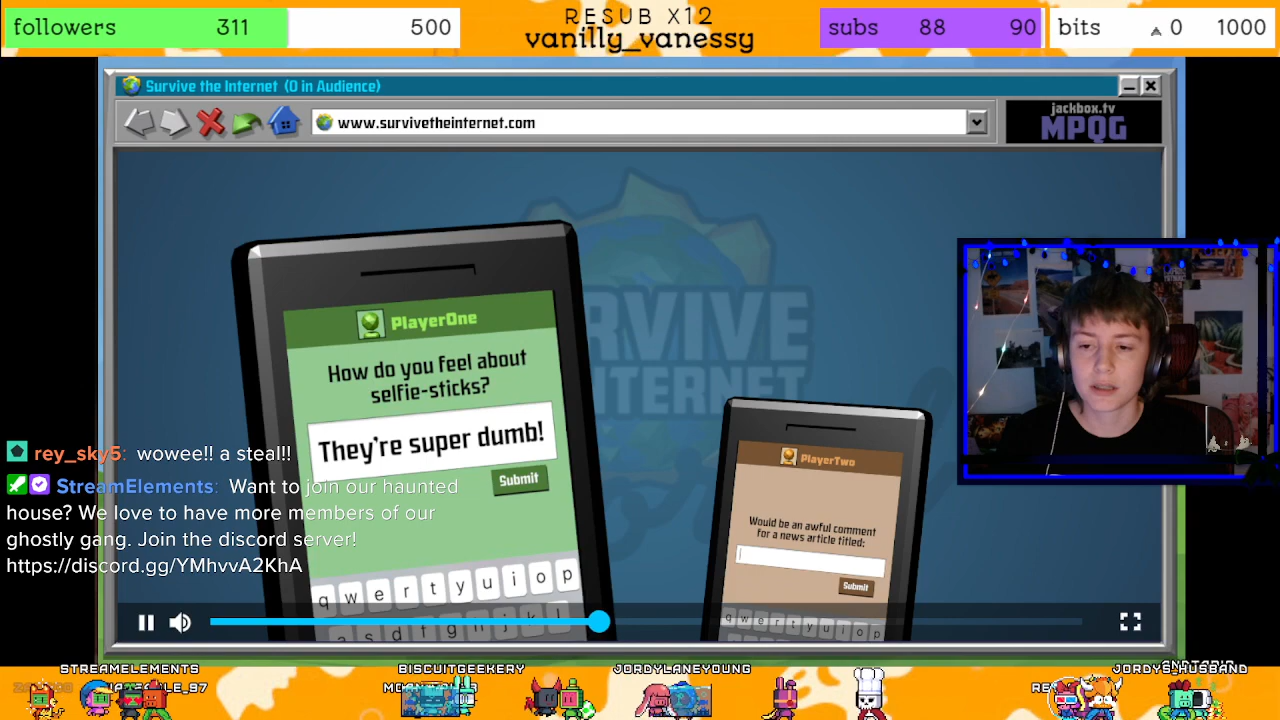 followers 311 500
RESUB X12
vanilly_vanessy
subs 88 90
bits 0 1000
Survive the Internet (0 in Audience)
www.survivetheinternet.com
jackbox.tv
MPQG
PlayerOne
How do you feel about
selfie-sticks?
They're super dumb!
Submit
q w e r t y u i o p
a s d f g h j k l
PlayerTwo
Would be an awful comment
for a news article titled:
Submit
q w e r t y u i o p
SURVIVE
INTERNET
rey_sky5: wowee!! a steal!!
StreamElements: Want to join our haunted
house? We love to have more members of our
ghostly gang. Join the discord server!
https://discord.gg/YMhvvA2KhA
STREAMELEMENTS
BISCUITGEEKERY
JORDYLANEYOUNG
JORDYS_HUSBAND